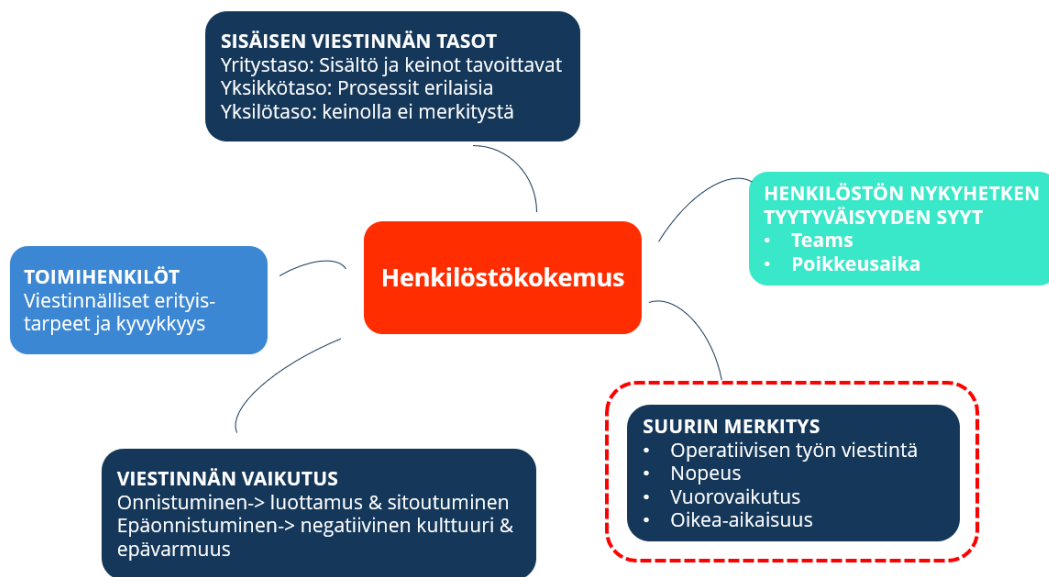 SISÄISEN VIESTINNÄN TASOT
Yritystaso: Sisältö ja keinot tavoittavat
Yksikkötaso: Prosessit erilaisia
Yksilötaso: keinolla ei merkitystä
HENKILÖSTÖN NYKYHETKEN
TYYTYVÄISYYDEN SYYT
• Teams
• Poikkeusaika
Henkilöstökokemus
TOIMIHENKILÖT
Viestinnälliset erityis-
tarpeet ja kyvykkyys
SUURIN MERKITYS
• Operatiivisen työn viestintä
• Nopeus
• Vuorovaikutus
• Oikea-aikaisuus
VIESTINNÄN VAIKUTUS
Onnistuminen-> luottamus & sitoutuminen
Epäonnistuminen-> negatiivinen kulttuuri &
epävarmuus